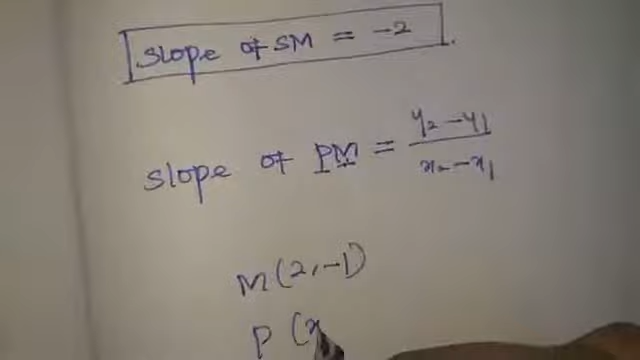 slope of SM = -2.
slope of PM = y₂-y₁/x₂-x₁
M(2,-1)
P (x